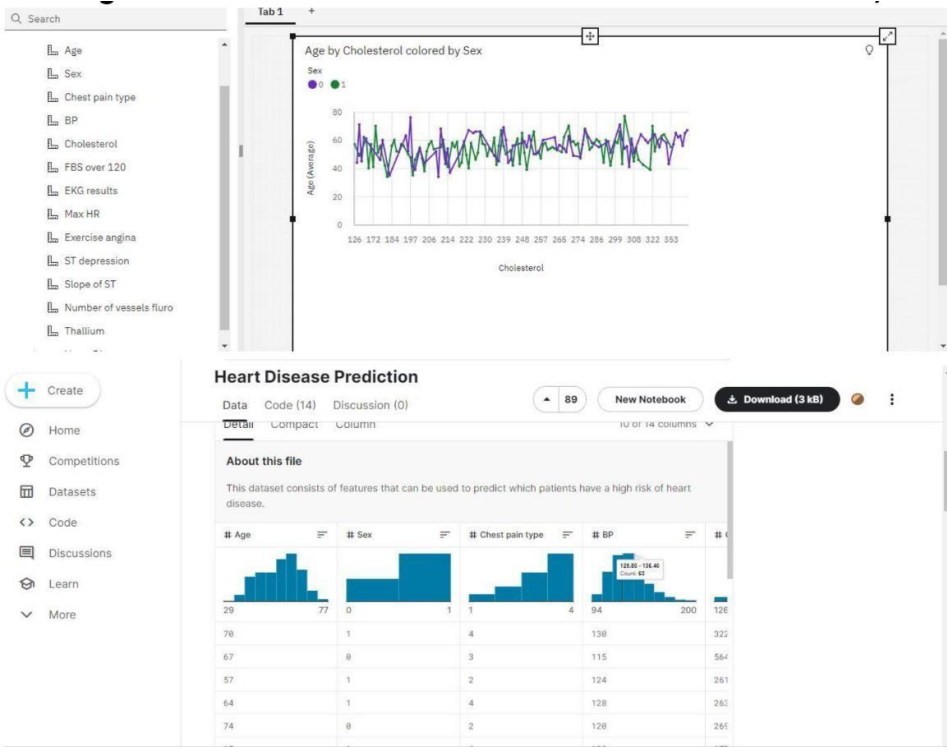 Search
Age
Sex
Chest pain type
BP
Cholesterol
FBS over 120
EKG results
Max HR
Exercise angina
ST depression
Slope of ST
Number of vessels fluro
Thallium
Tab 1 +
Age by Cholesterol colored by Sex
Sex
0 1
80
60
40
20
0
Age (Average)
126 172 184 197 206 214 222 230 239 248 257 265 274 286 299 308 322 353
Cholesterol
Create
Home
Competitions
Datasets
Code
Discussions
Learn
More
Heart Disease Prediction
Data Code (14) Discussion (0)
89
New Notebook
Download (3 kB)
Detail Compact Column
10 of 14 columns
About this file
This dataset consists of features that can be used to predict which patients have a high risk of heart
disease.
# Age # Sex # Chest pain type # BP #
125.80 - 136.40
Count: 63
29 77 0 1 1 4 94 200 126
70 1 4 130 322
67 0 3 115 564
57 1 2 124 261
64 1 4 128 263
74 0 2 120 269